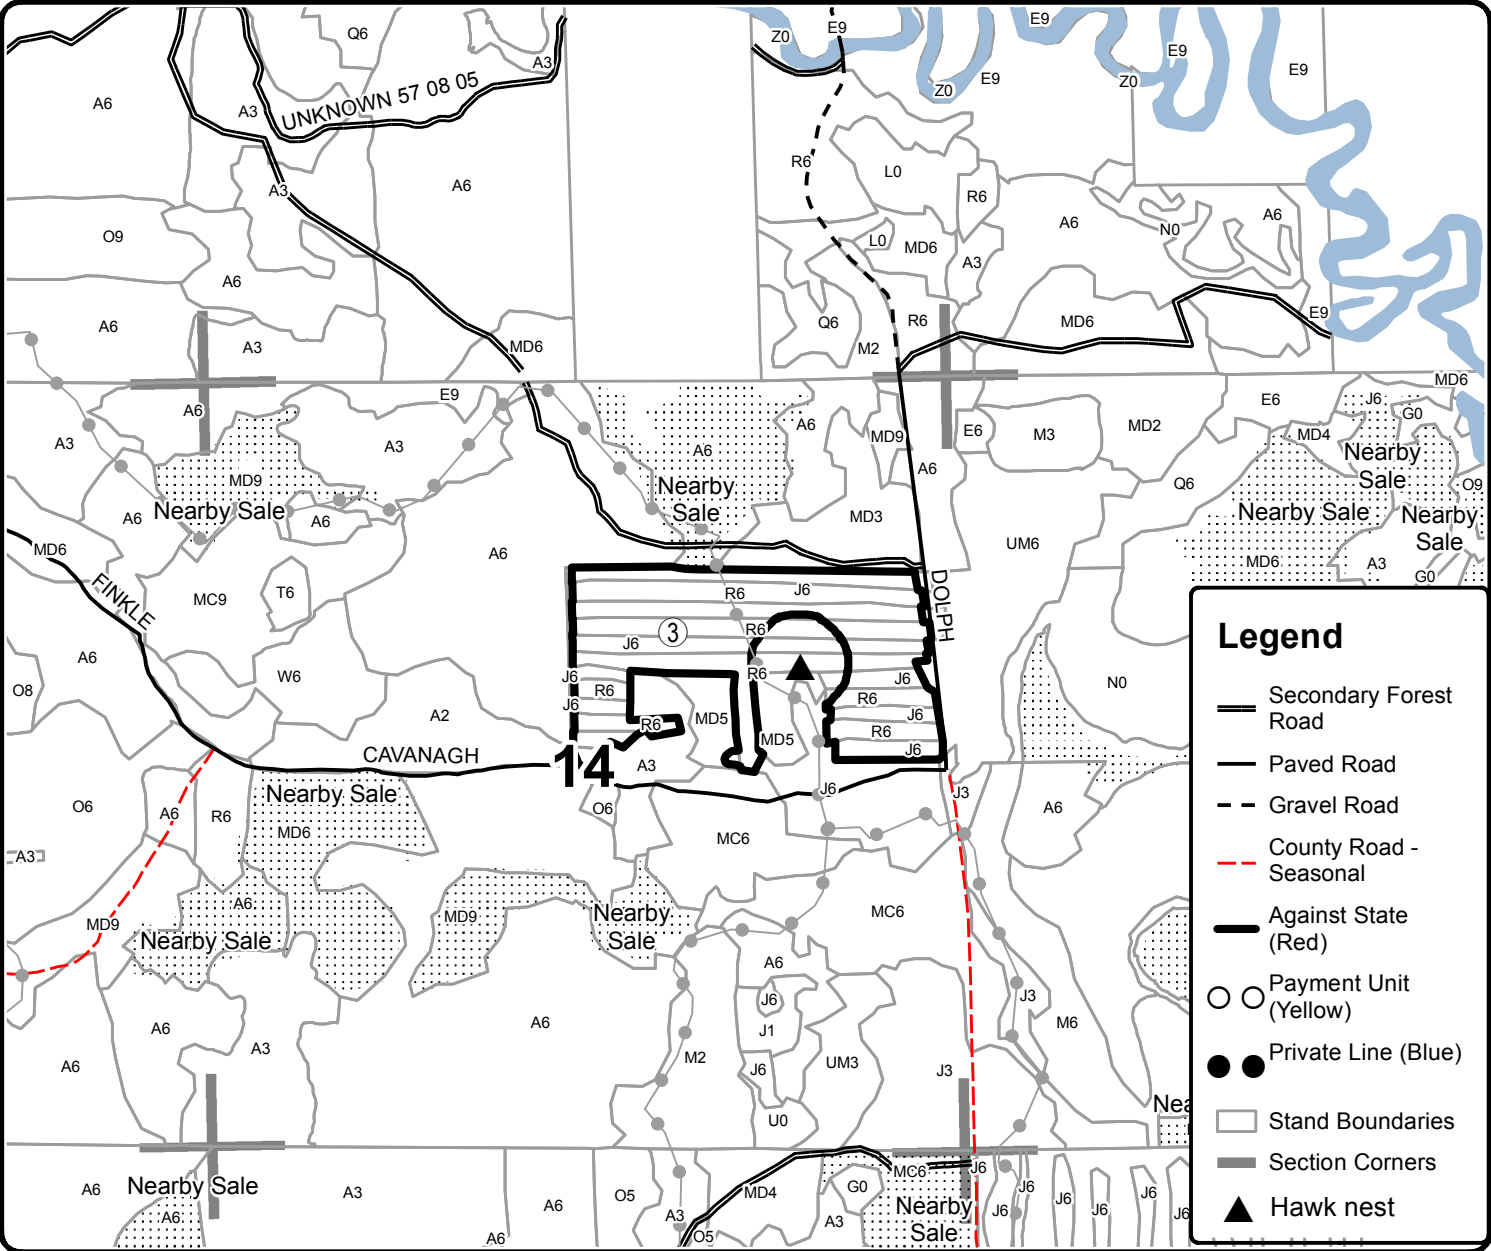 Q6
E9
Z0
E9
E9
A3
E9
E9
Z0
Z0
A6
A3
UNKNOWN 57 08 05
R6
L0
A3
A6
R6
A6
A6
N0
O9
L0
MD6
A3
A6
A6
A3
MD6
Q6
M2
R6
MD6
E9
MD6
E9
J6
G0
E6
A6
A6
MD9
E6
M3
MD2
MD4
A3
A3
A6
A6
Nearby
Sale
MD9
Nearby
Sale
Q6
O9
Nearby Sale
A6
A6
MD3
Nearby Sale
Nearby
Sale
MD6
A6
UM6
MD6
A3
G0
FINKLE
MC9
T6
R6
J6
DOLPH
3
R6
J6
A6
O8
W6
J6
R6
J6
R6
J6
R6
J6
R6
J6
N0
A2
R6
MD5
MD5
CAVANAGH
14
A3
Nearby Sale
O6
J6
J3
O6
A6
R6
MD6
MC6
A6
A3
A6
MD9
Nearby Sale
MD9
Nearby
Sale
MC6
A6
J6
J3
A6
A3
A6
J1
M6
A6
M2
J6
UM3
J3
U0
Nea
A6
Nearby Sale
A6
A3
A6
A6
O5
A3
O5
MD4
A3
G0
MC6
Nearby
Sale
J6
J6
J6
J6
J6
J6
J6
Legend
Secondary Forest
Road
Paved Road
Gravel Road
County Road -
Seasonal
Against State
(Red)
Payment Unit
(Yellow)
Private Line (Blue)
Stand Boundaries
Section Corners
Hawk nest